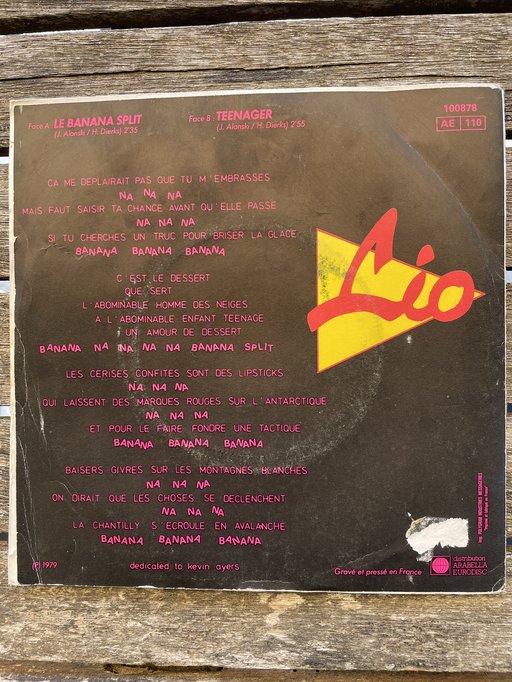 Face A : LE BANANA SPLIT
(J. Alanski / H. Dierks) 2'35
Face B : TEENAGER
(J. Alanski / H. Dierks) 2'55
100878
AE 110
CA ME DEPLAIRAIT PAS QUE TU M'EMBRASSES
NA NA NA
MAIS FAUT SAISIR TA CHANCE AVANT QU'ELLE PASSE
NA NA NA
SI TU CHERCHES UN TRUC POUR BRISER LA GLACE
BANANA BANANA BANANA
C'EST LE DESSERT
QUE SERT
L'ABOMINABLE HOMME DES NEIGES
A L'ABOMINABLE ENFANT TEENAGE
UN AMOUR DE DESSERT
BANANA NA NA NA NA BANANA SPLIT
LES CERISES CONFITES SONT DES LIPSTICKS
NA NA NA
QUI LAISSENT DES MARQUES ROUGES SUR L'ANTARCTIQUE
NA NA NA
ET POUR LE FAIRE FONDRE UNE TACTIQUE
BANANA BANANA BANANA
BAISERS GIVRES SUR LES MONTAGNES BLANCHES
NA NA NA
ON DIRAIT QUE LES CHOSES SE DECLENCHENT
NA NA NA
LA CHANTILLY S'ECROULE EN AVALANCHE
BANANA BANANA BANANA
(P) 1979
dedicated to kevin ayers
Lio
Gravé et pressé en France
distribution
ARABELLA
EURODISC
Imp. POLYGRAM INDUSTRIES MESSAGERIES